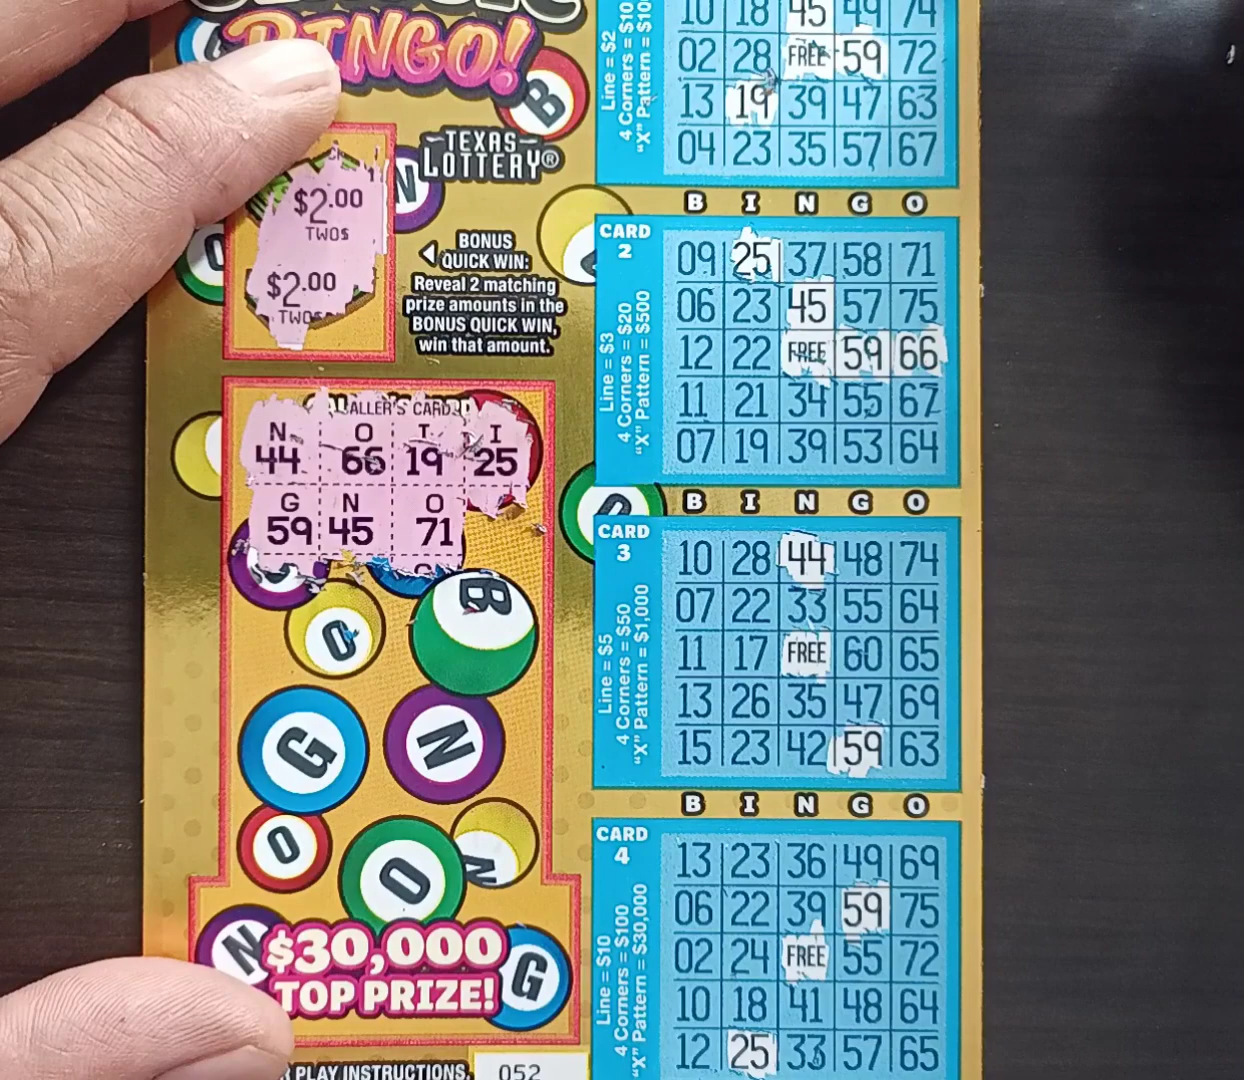 BINGO!
B
TEXAS
LOTTERY®
N
O
$2.00
TWOS
$2.00
TWOS
BONUS
QUICK WIN:
Reveal 2 matching
prize amounts in the
BONUS QUICK WIN,
win that amount.
CALLER'S CARD
N O I I
44 66 19 25
G N O
59 45 71
B
G
N
O
O
N
N
G
$30,000
TOP PRIZE!
PLAY INSTRUCTIONS.
052
Line = $2
4 Corners = $10
"X" Pattern =
10 18 45 49 74
02 28 FREE 59 72
13 19 39 47 63
04 23 35 57 67
B I N G O
CARD
2
Line = $3
4 Corners = $20
"X" Pattern = $500
09 25 37 58 71
06 23 45 57 75
12 22 FREE 59 66
11 21 34 55 67
07 19 39 53 64
B I N G O
CARD
3
Line = $5
4 Corners = $50
"X" Pattern = $1,000
10 28 44 48 74
07 22 33 55 64
11 17 FREE 60 65
13 26 35 47 69
15 23 42 59 63
B I N G O
CARD
4
Line = $10
4 Corners = $100
"X" Pattern = $30,000
13 23 36 49 69
06 22 39 59 75
02 24 FREE 55 72
10 18 41 48 64
12 25 33 57 65